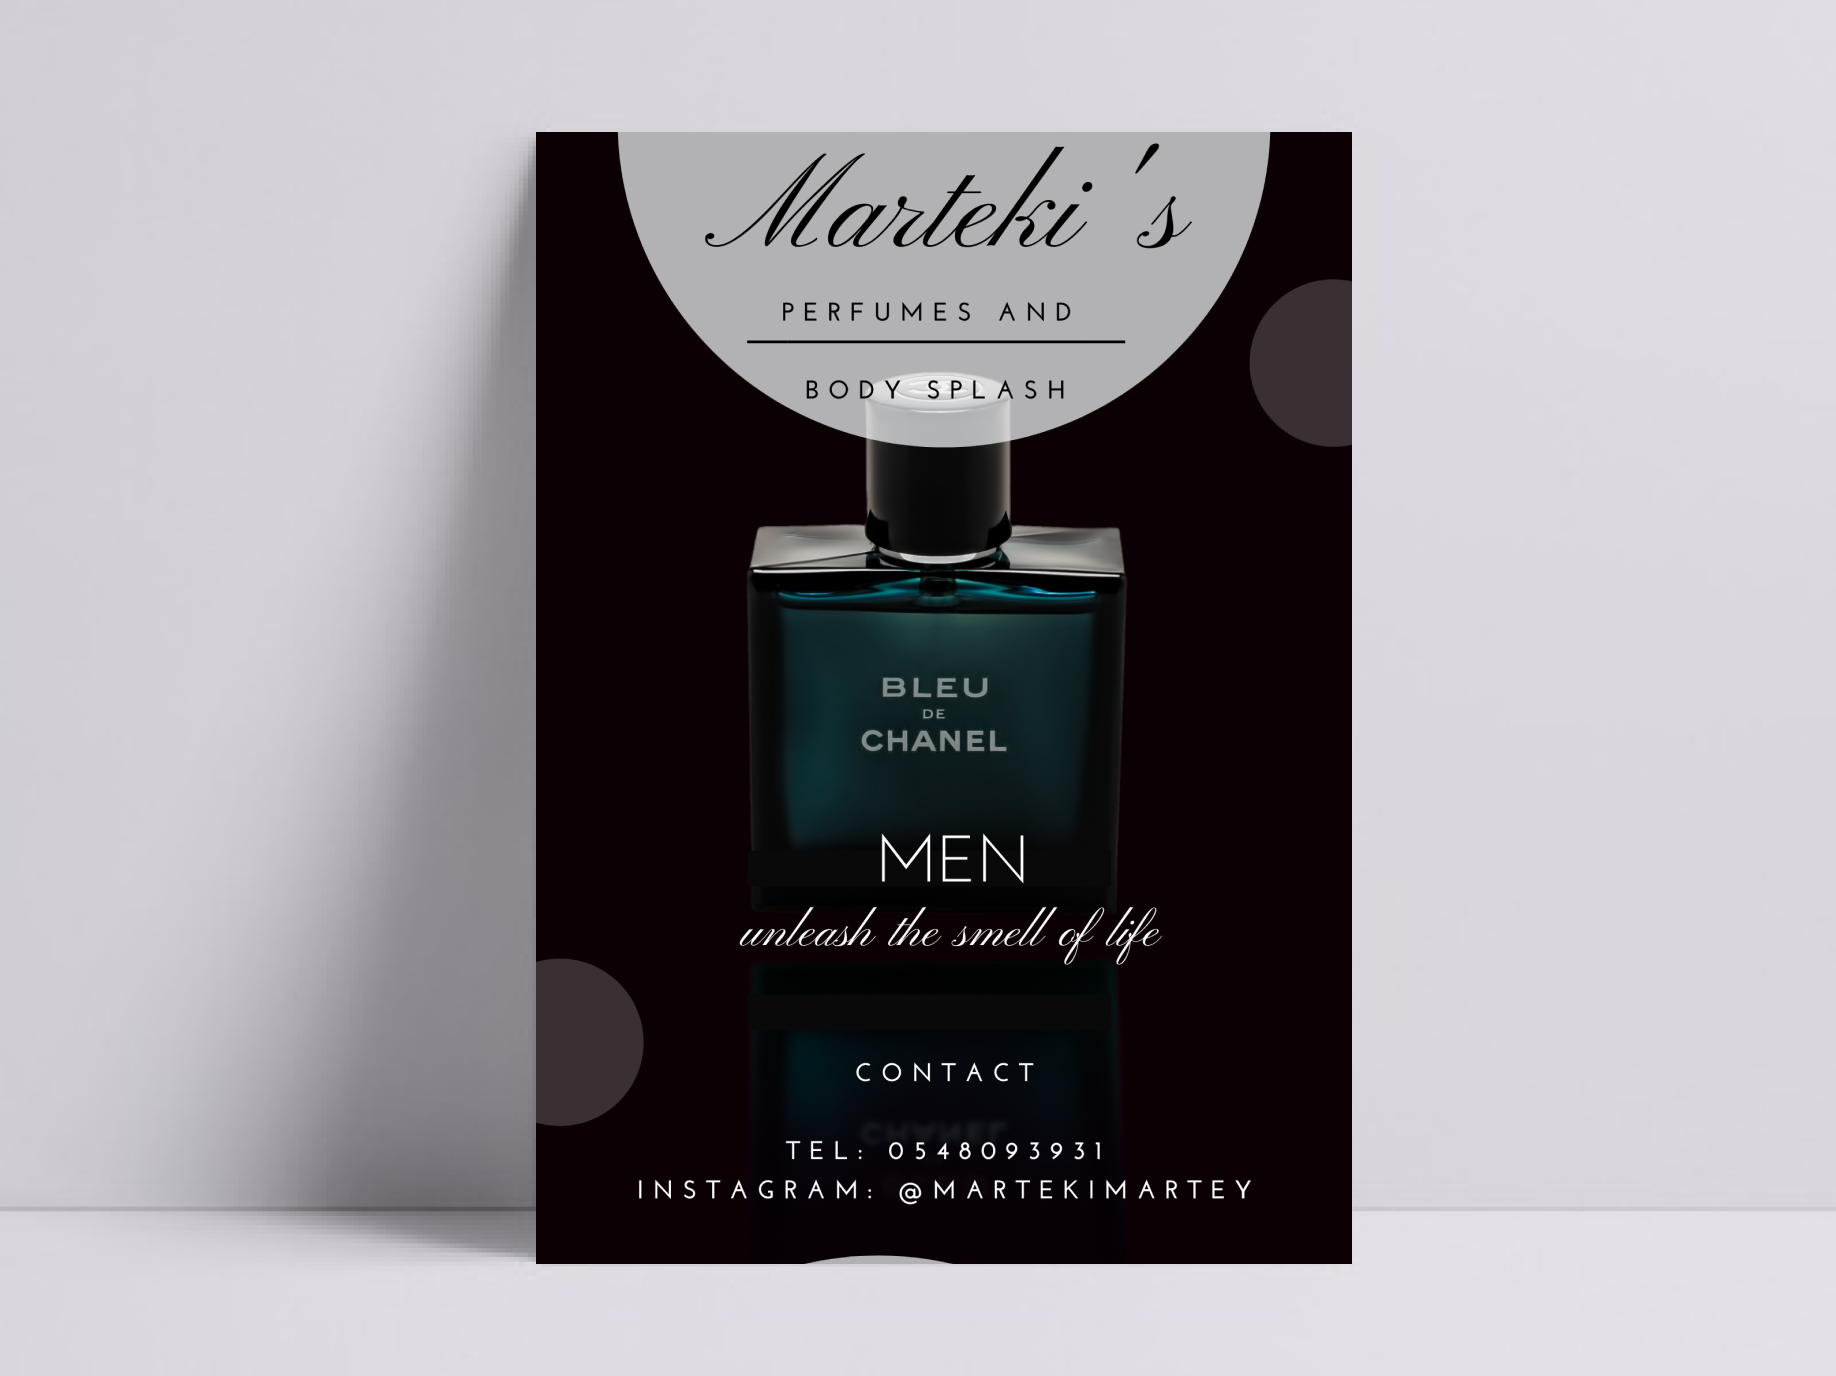 Marteki 's
PERFUMES AND
BODY SPLASH
BLEU
DE
CHANEL
MEN
unleash the smell of life
CONTACT
CHANEL
TEL: 0548093931
INSTAGRAM: @MARTEKIMARTEY